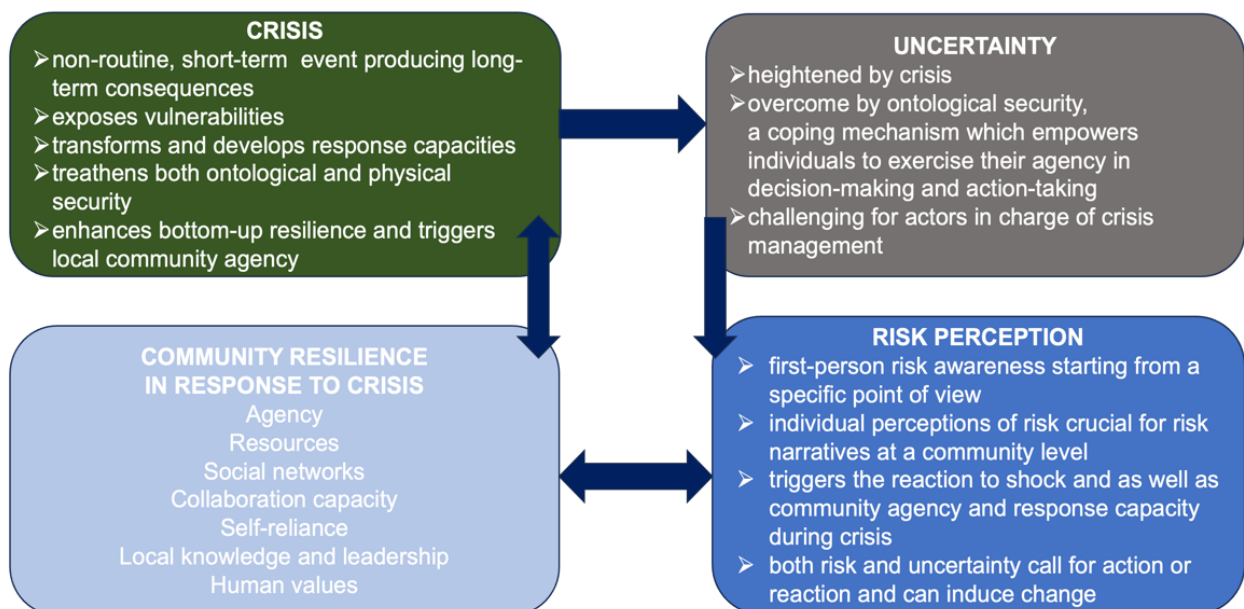 CRISIS
➢non-routine, short-term event producing long-
term consequences
➢exposes vulnerabilities
➢transforms and develops response capacities
➢treathens both ontological and physical
security
➢enhances bottom-up resilience and triggers
local community agency
UNCERTAINTY
➢heightened by crisis
➢overcome by ontological security,
a coping mechanism which empowers
individuals to exercise their agency in
decision-making and action-taking
➢challenging for actors in charge of crisis
management
COMMUNITY RESILIENCE
IN RESPONSE TO CRISIS
Agency
Resources
Social networks
Collaboration capacity
Self-reliance
Local knowledge and leadership
Human values
RISK PERCEPTION
➢ first-person risk awareness starting from a
specific point of view
➢ individual perceptions of risk crucial for risk
narratives at a community level
➢ triggers the reaction to shock and as well as
community agency and response capacity
during crisis
➢ both risk and uncertainty call for action or
reaction and can induce change